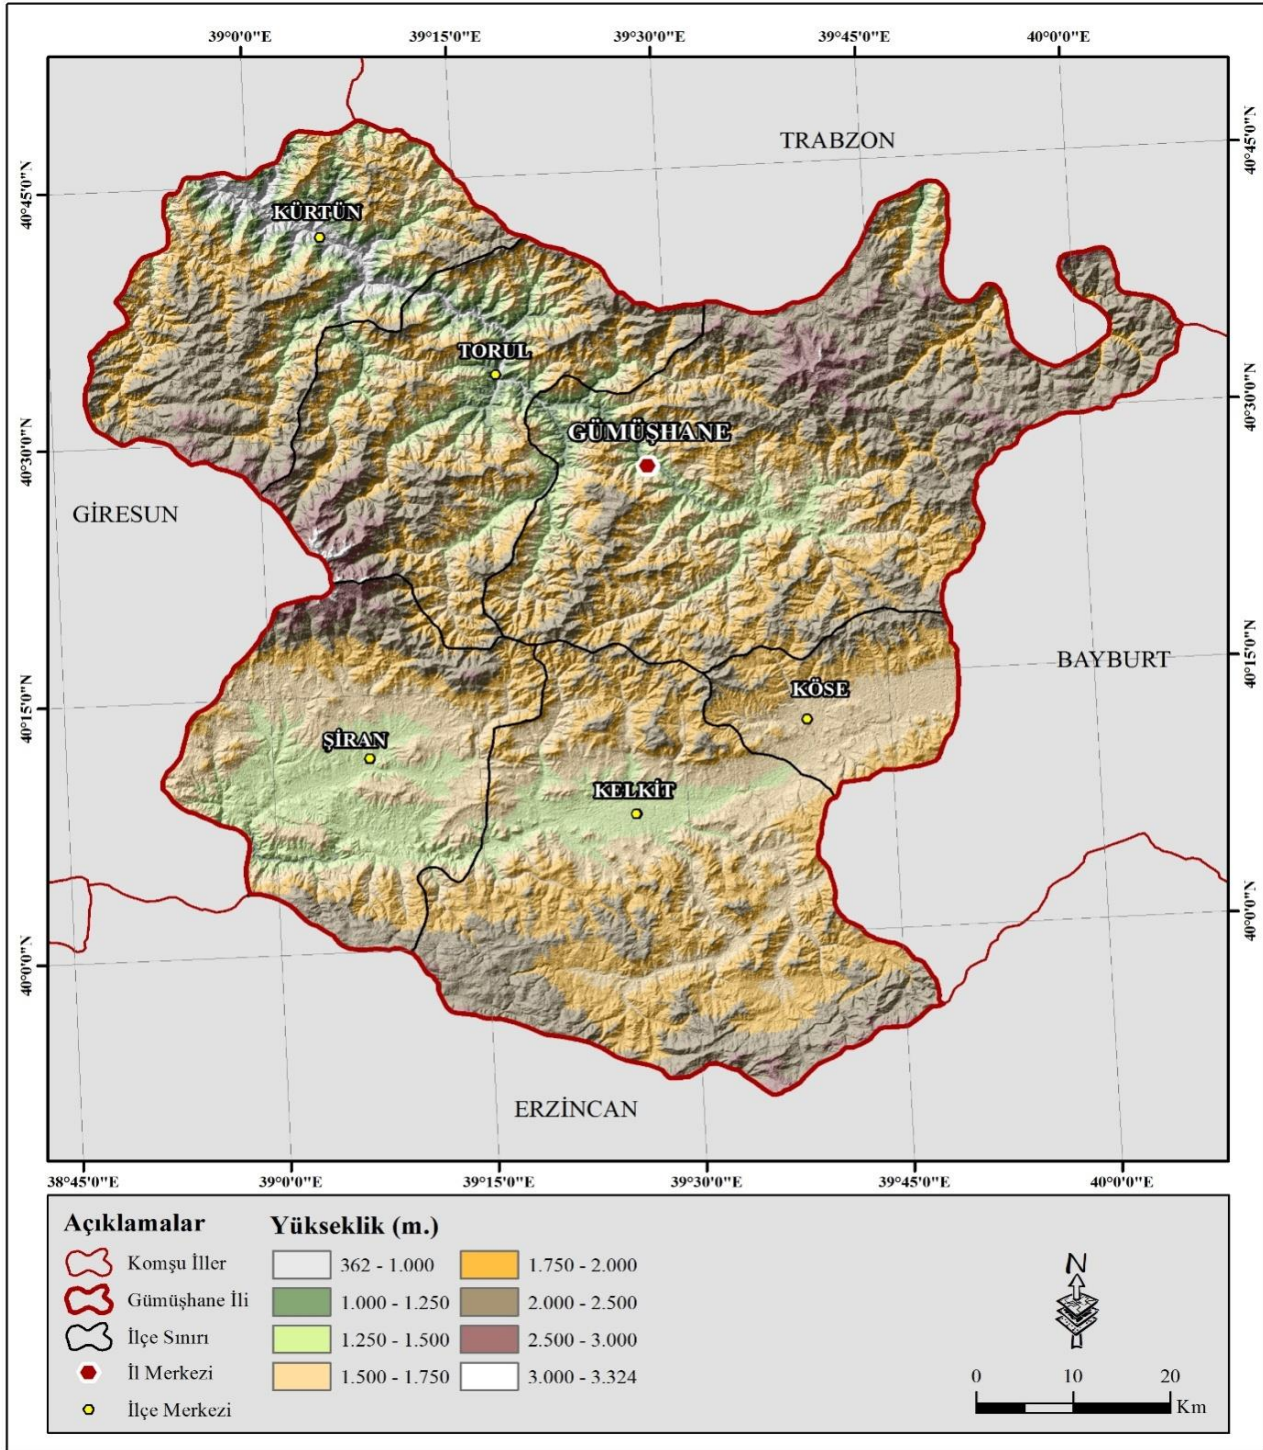 39°0'0"E 39°15'0"E 39°30'0"E 39°45'0"E 40°0'0"E
TRABZON
40°45'0"N
40°45'0"N
KÜRTÜN
TORUL
40°30'0"N
GÜMÜŞHANE
40°30'0"N
GİRESUN
BAYBURT
40°15'0"N
KÖSE
40°15'0"N
ŞİRAN
KELKİT
40°0'0"N
40°0'0"N
ERZİNCAN
38°45'0"E 39°0'0"E 39°15'0"E 39°30'0"E 39°45'0"E 40°0'0"E
Açıklamalar
Komşu İller
Gümüşhane İli
İlçe Sınırı
İl Merkezi
İlçe Merkezi
Yükseklik (m.)
362 - 1.000
1.000 - 1.250
1.250 - 1.500
1.500 - 1.750
1.750 - 2.000
2.000 - 2.500
2.500 - 3.000
3.000 - 3.324
N
0 10 20
Km